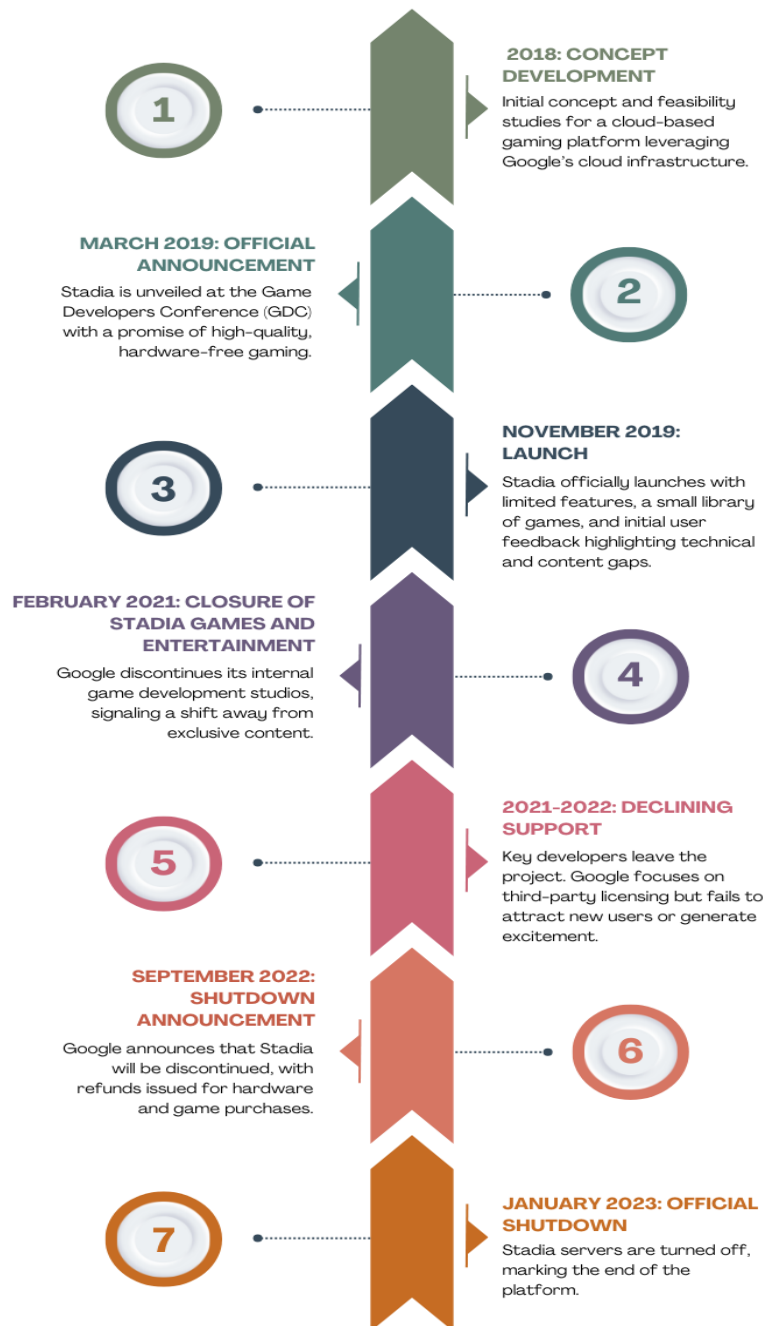 1
2018: CONCEPT
DEVELOPMENT
Initial concept and feasibility
studies for a cloud-based
gaming platform leveraging
Google's cloud infrastructure.
MARCH 2019: OFFICIAL
ANNOUNCEMENT
Stadia is unveiled at the Game
Developers Conference (GDC)
with a promise of high-quality,
hardware-free gaming.
2
3
NOVEMBER 2019:
LAUNCH
Stadia officially launches with
limited features, a small library
of games, and initial user
feedback highlighting technical
and content gaps.
FEBRUARY 2021: CLOSURE OF
STADIA GAMES AND
ENTERTAINMENT
Google discontinues its internal
game development studios,
signaling a shift away from
exclusive content.
4
5
2021-2022: DECLINING
SUPPORT
Key developers leave the
project. Google focuses on
third-party licensing but fails to
attract new users or generate
excitement.
SEPTEMBER 2022:
SHUTDOWN
ANNOUNCEMENT
Google announces that Stadia
will be discontinued, with
refunds issued for hardware
and game purchases.
6
7
JANUARY 2023: OFFICIAL
SHUTDOWN
Stadia servers are turned off,
marking the end of the
platform.